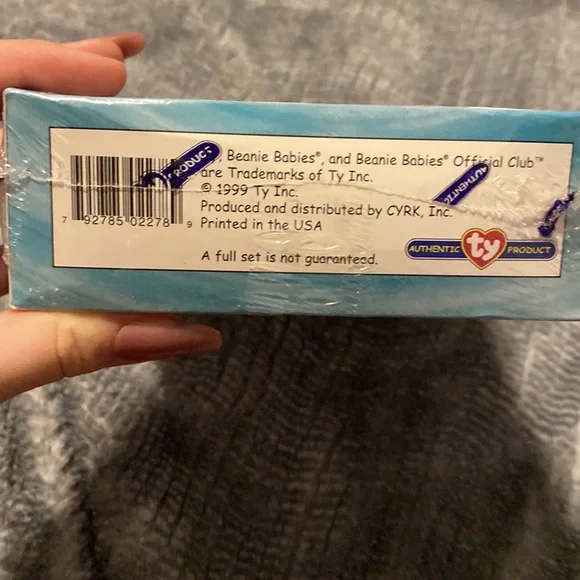 Beanie Babies®, and Beanie Babies® Official Club™
are Trademarks of Ty Inc.
© 1999 Ty Inc.
Produced and distributed by CYRK, Inc.
Printed in the USA
A full set is not guaranteed.
7 92785 02278 9
PRODUCT
AUTHENTIC
AUTHENTIC ty PRODUCT